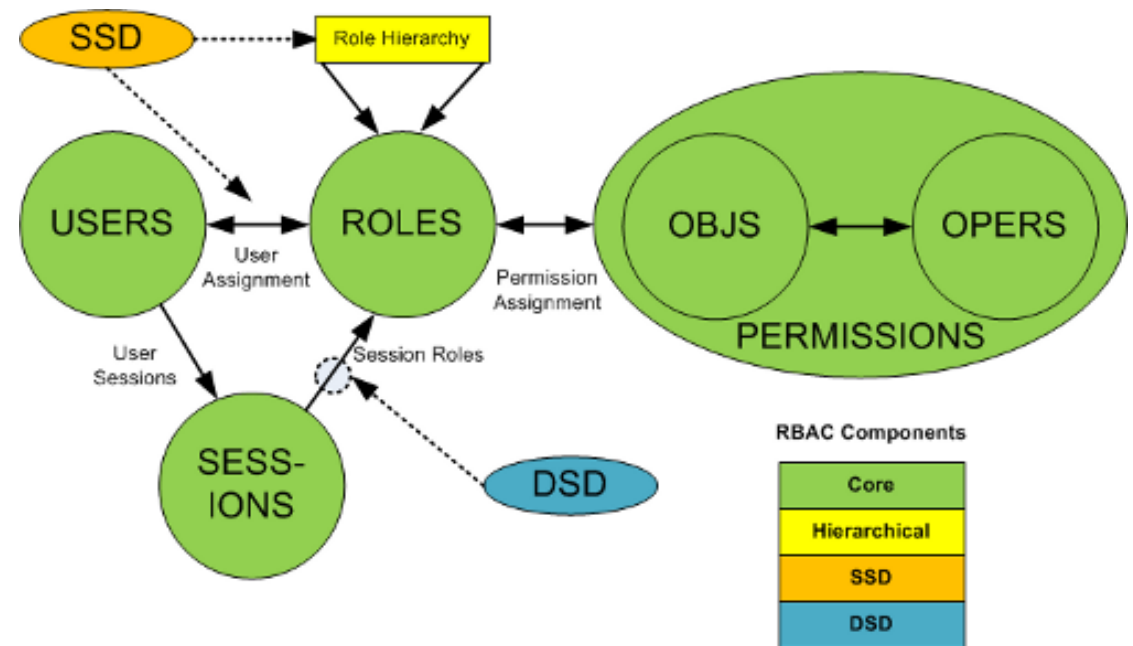 SSD
Role Hierarchy
USERS
ROLES
OBJS
OPERS
User
Assignment
Permission
Assignment
PERMISSIONS
User
Sessions
Session Roles
SESS-
IONS
DSD
RBAC Components
Core
Hierarchical
SSD
DSD